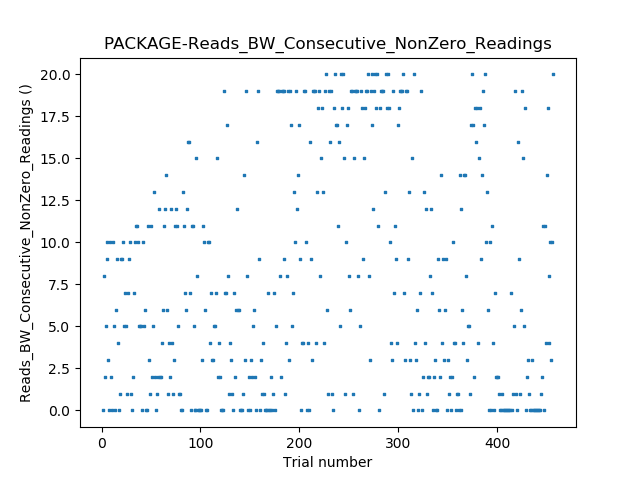 PACKAGE-Reads_BW_Consecutive_NonZero_Readings
20.0
17.5
15.0
12.5
10.0
7.5
5.0
2.5
0.0
Reads_BW_Consecutive_NonZero_Readings ()
0 100 200 300 400
Trial number